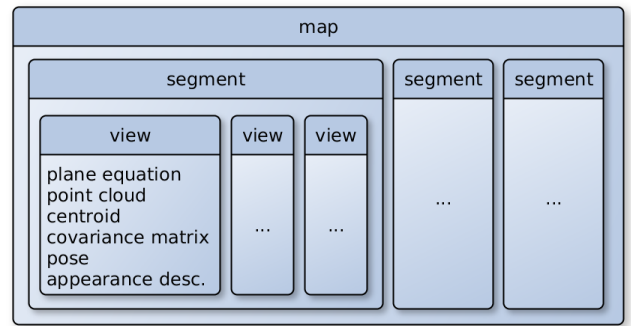 map
segment
segment
segment
view
view
view
plane equation
point cloud
centroid
covariance matrix
pose
appearance desc.
...
...
...
...